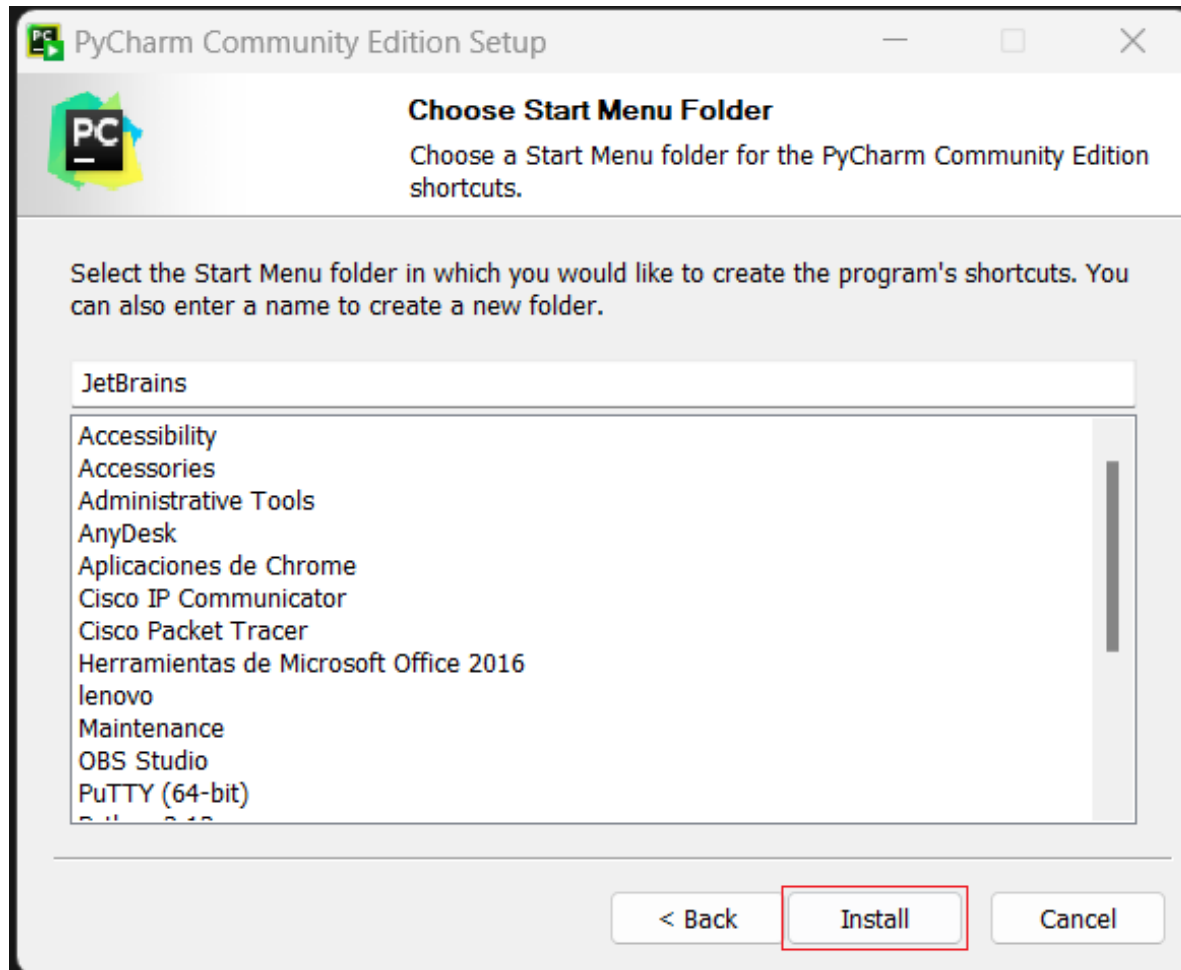 PyCharm Community Edition Setup
PC
Choose Start Menu Folder
Choose a Start Menu folder for the PyCharm Community Edition
shortcuts.
Select the Start Menu folder in which you would like to create the program's shortcuts. You
can also enter a name to create a new folder.
JetBrains
Accessibility
Accessories
Administrative Tools
AnyDesk
Aplicaciones de Chrome
Cisco IP Communicator
Cisco Packet Tracer
Herramientas de Microsoft Office 2016
lenovo
Maintenance
OBS Studio
PuTTY (64-bit)
< Back Install Cancel